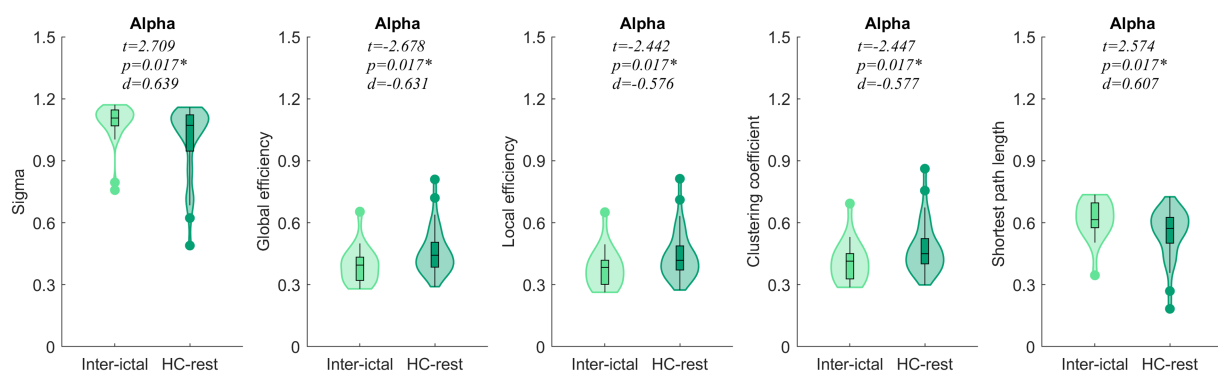 Alpha
t=2.709
p=0.017*
d=0.639
Sigma
1.5
1.2
0.9
0.6
0.3
0
Inter-ictal HC-rest
Alpha
t=-2.678
p=0.017*
d=-0.631
Global efficiency
1.5
1.2
0.9
0.6
0.3
0
Inter-ictal HC-rest
Alpha
t=-2.442
p=0.017*
d=-0.576
Local efficiency
1.5
1.2
0.9
0.6
0.3
0
Inter-ictal HC-rest
Alpha
t=-2.447
p=0.017*
d=-0.577
Clustering coefficient
1.5
1.2
0.9
0.6
0.3
0
Inter-ictal HC-rest
Alpha
t=2.574
p=0.017*
d=0.607
Shortest path length
1.5
1.2
0.9
0.6
0.3
0
Inter-ictal HC-rest